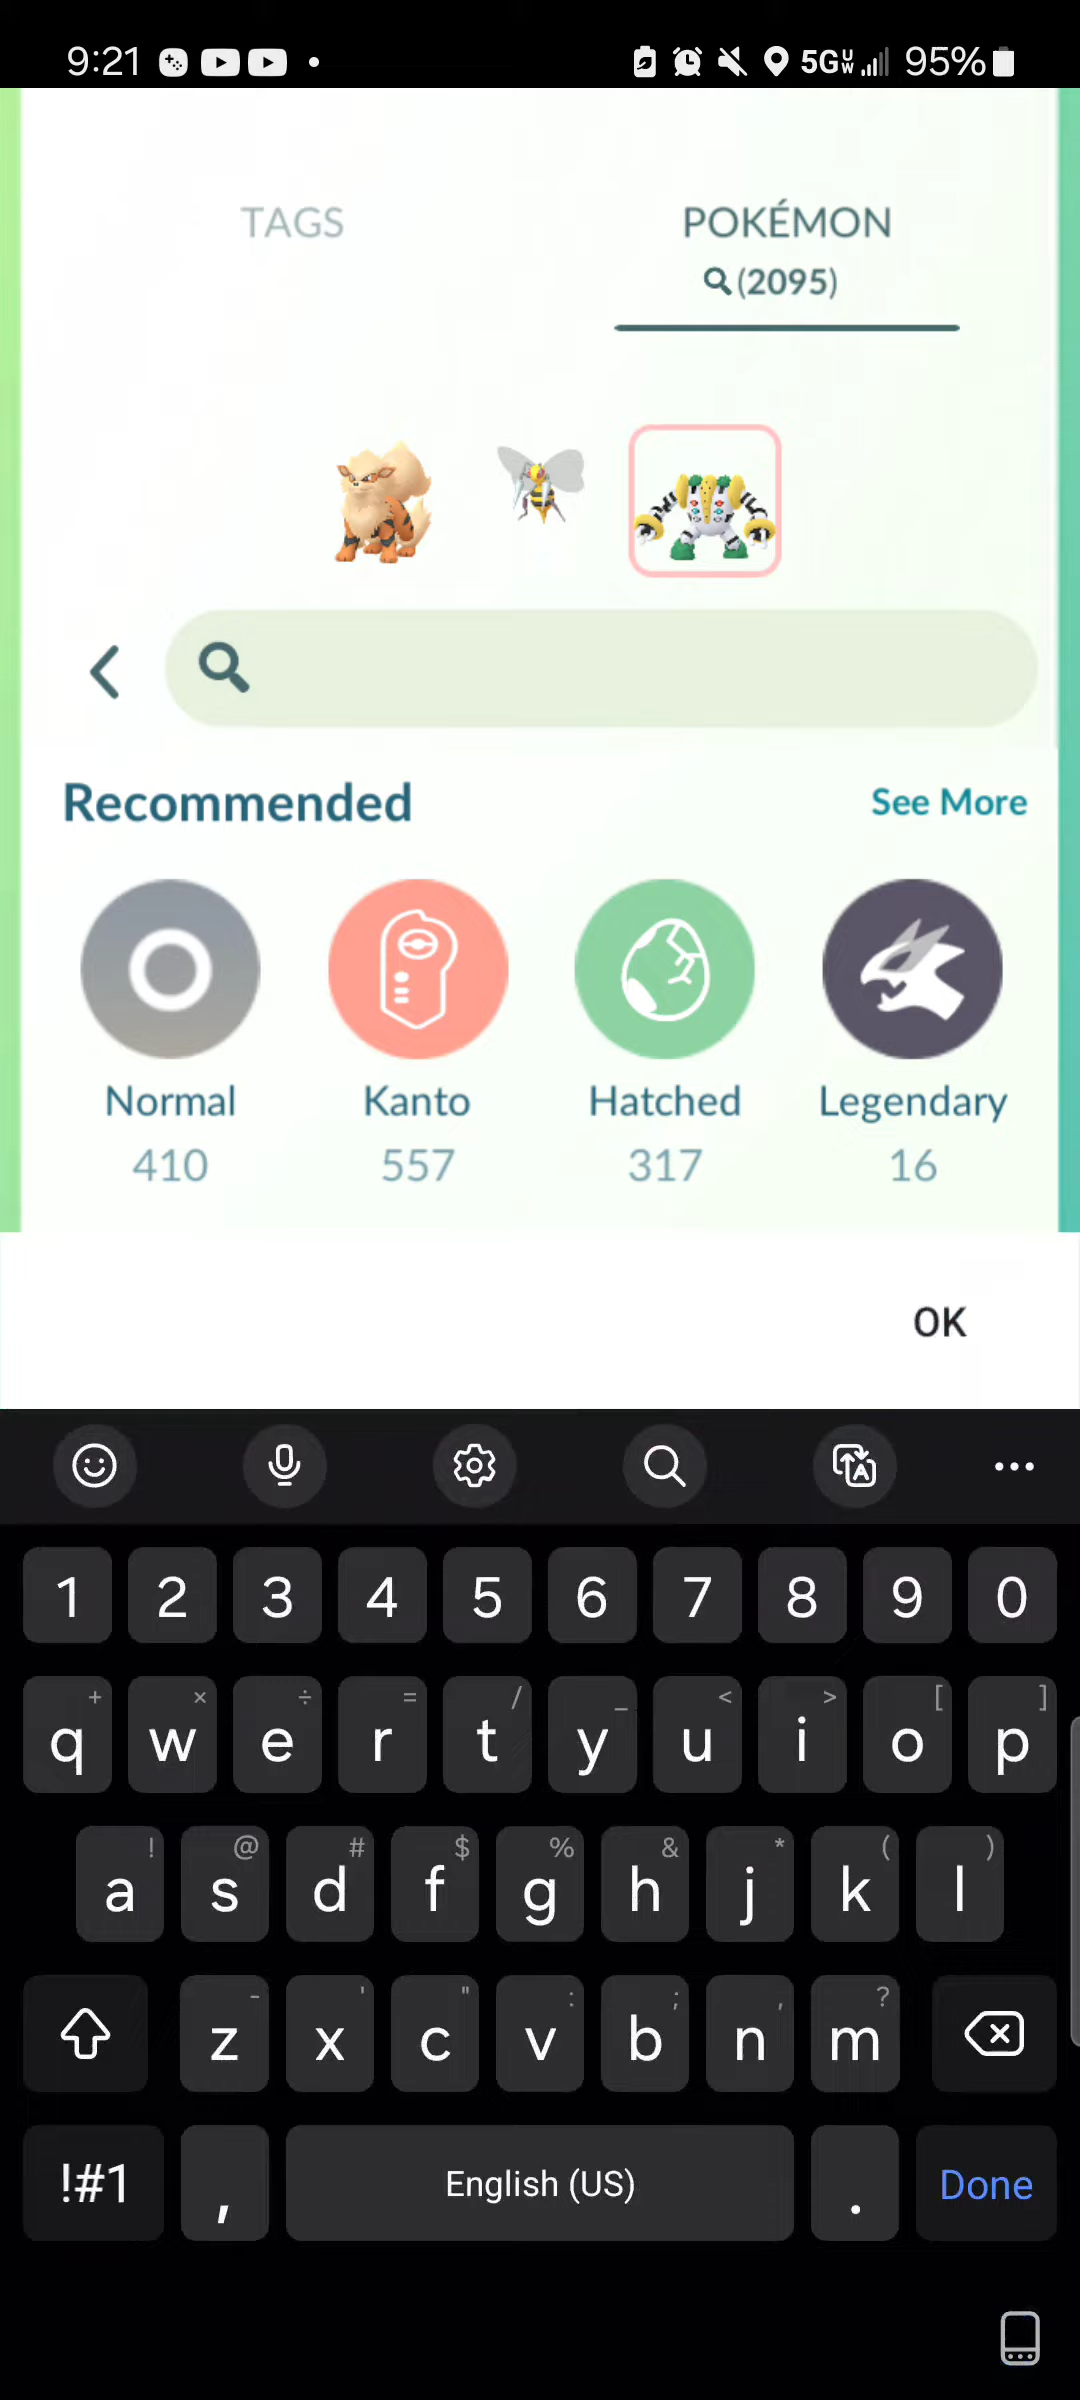 9:21 5G UW 95%
TAGS POKÉMON
(2095)
Recommended See More
Normal Kanto Hatched Legendary
410 557 317 16
OK
1 2 3 4 5 6 7 8 9 0
+ × ÷ = / _ < > [ ]
q w e r t y u i o p
! @ # $ % & * ( )
a s d f g h j k l
- ' " : ; , ?
z x c v b n m
!#1 , English (US) . Done